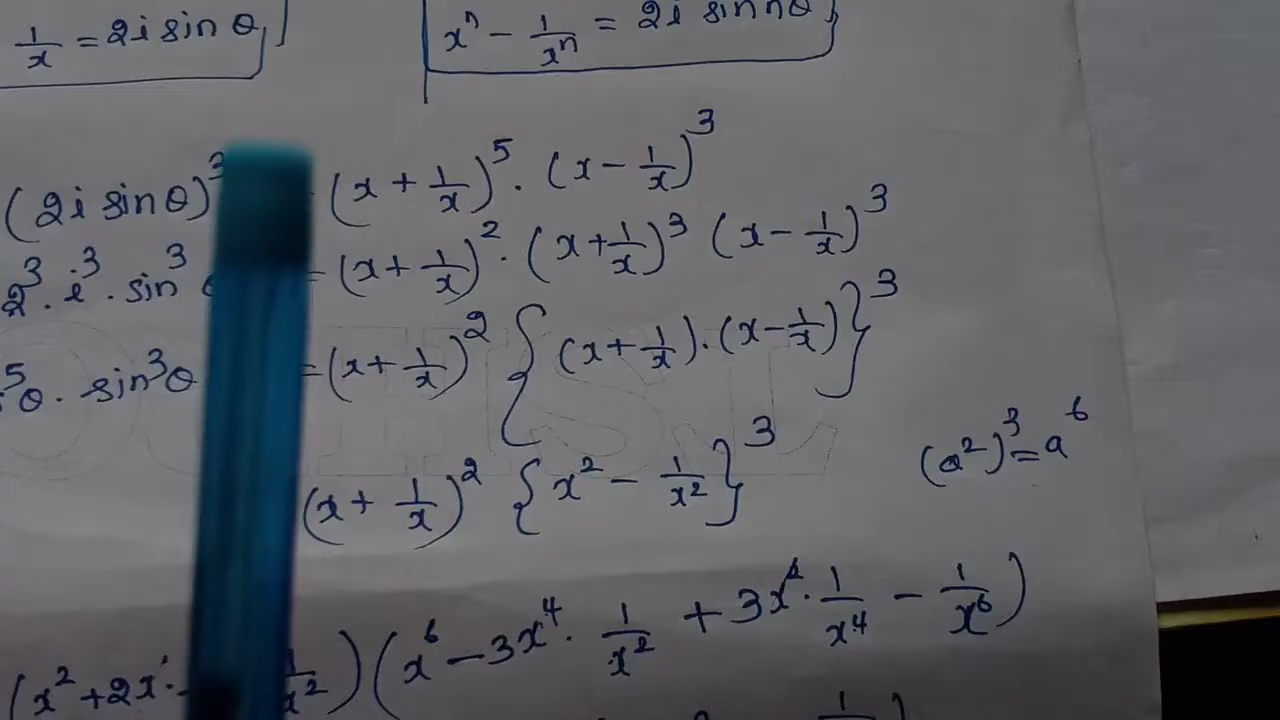 1/x = 2i sin θ, x^n - 1/x^n = 2i sin nθ
(2i sin θ)^3 = (x + 1/x)^5 · (x - 1/x)^3
2^3 · i^3 · sin^3 = (x + 1/x)^2 · (x + 1/x)^3 (x - 1/x)^3
^5θ · sin^3θ = (x + 1/x)^2 {(x + 1/x) · (x - 1/x)}^3
(x + 1/x)^2 {x^2 - 1/x^2}^3 (a^2)^3 = a^6
(x^2 + 2x · 1/x^2) (x^6 - 3x^4 · 1/x^2 + 3x^2 · 1/x^4 - 1/x^6)